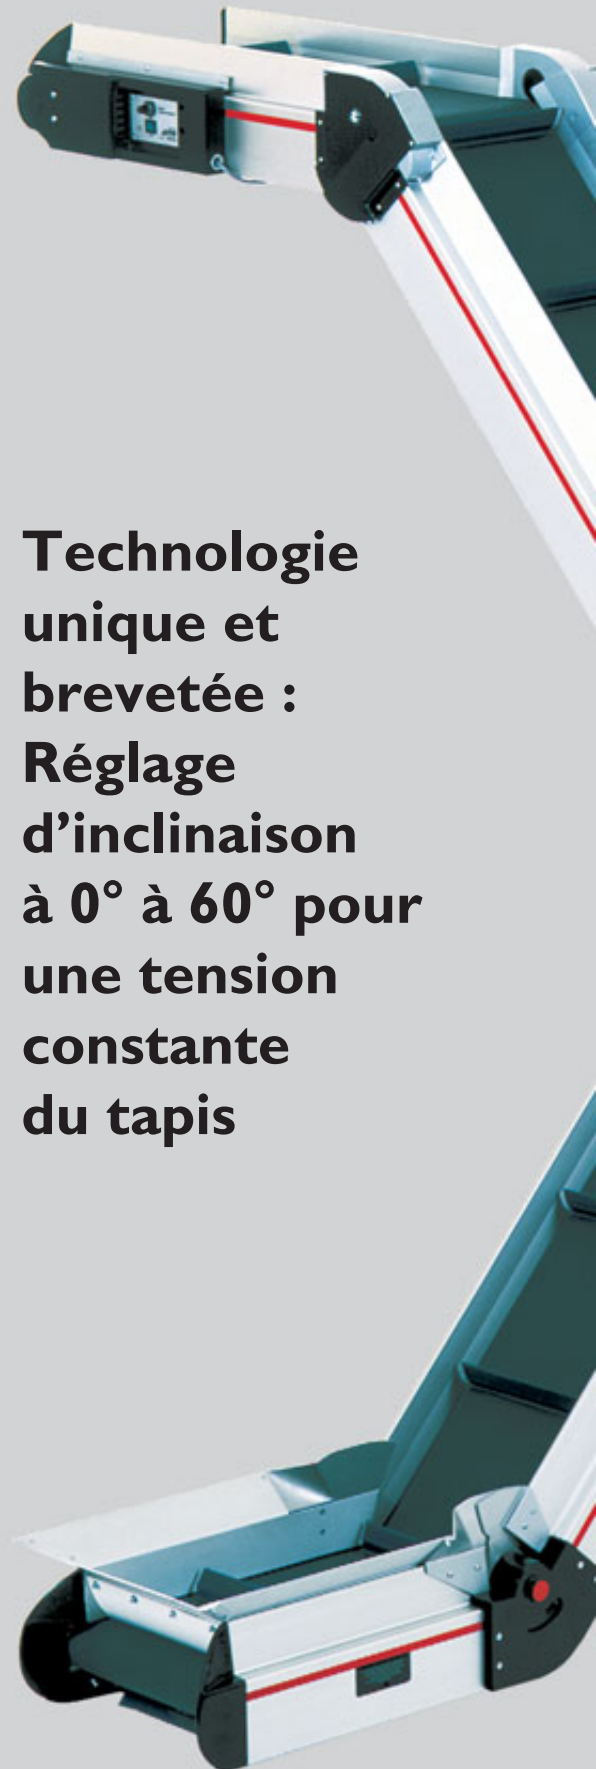 Technologie
unique et
brevetée :
Réglage
d’inclinaison
à 0° à 60° pour
une tension
constante
du tapis